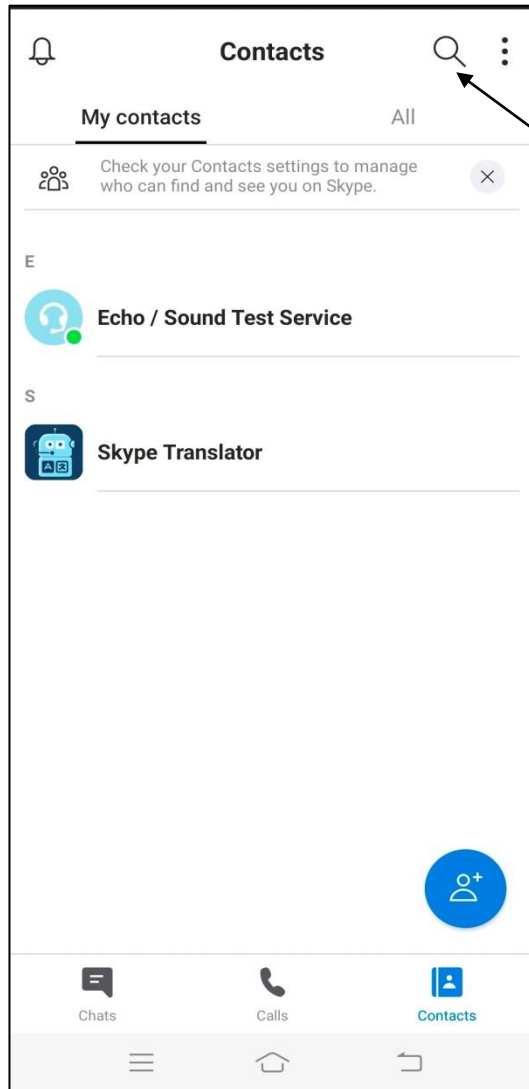 Contacts
My contacts
All
Check your Contacts settings to manage
who can find and see you on Skype.
E
Echo / Sound Test Service
S
Skype Translator
A 文
Chats
Calls
Contacts